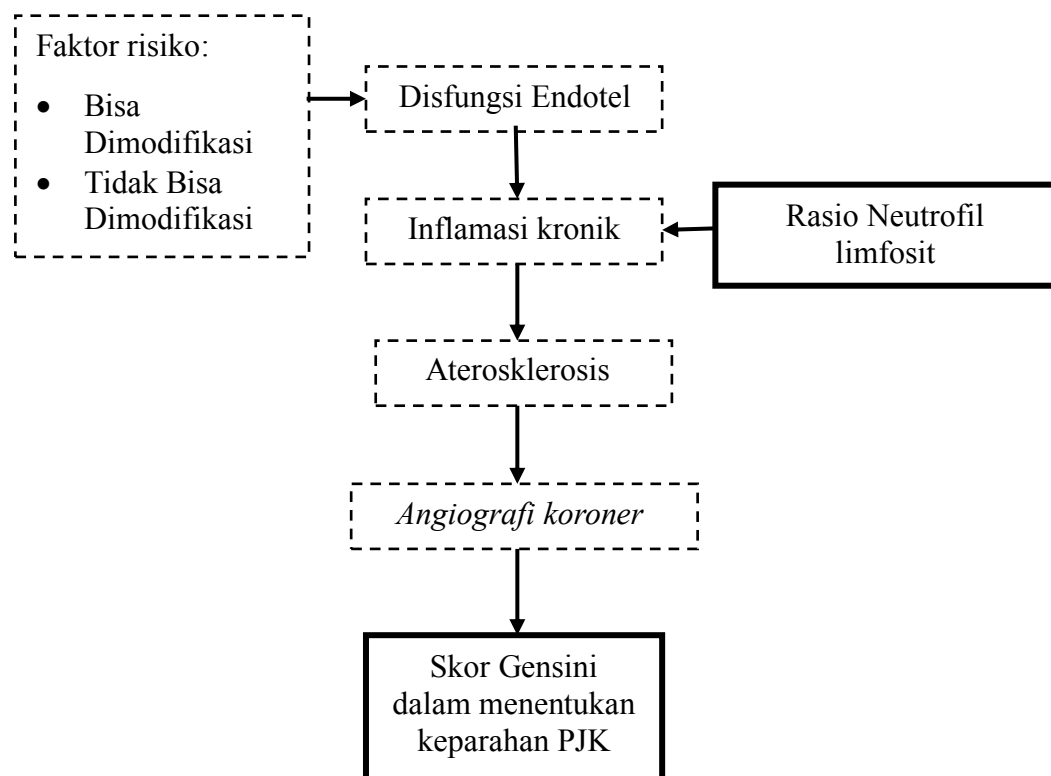 Faktor risiko:
• Bisa
Dimodifikasi
• Tidak Bisa
Dimodifikasi
Disfungsi Endotel
Inflamasi kronik
Rasio Neutrofil
limfosit
Aterosklerosis
Angiografi koroner
Skor Gensini
dalam menentukan
keparahan PJK